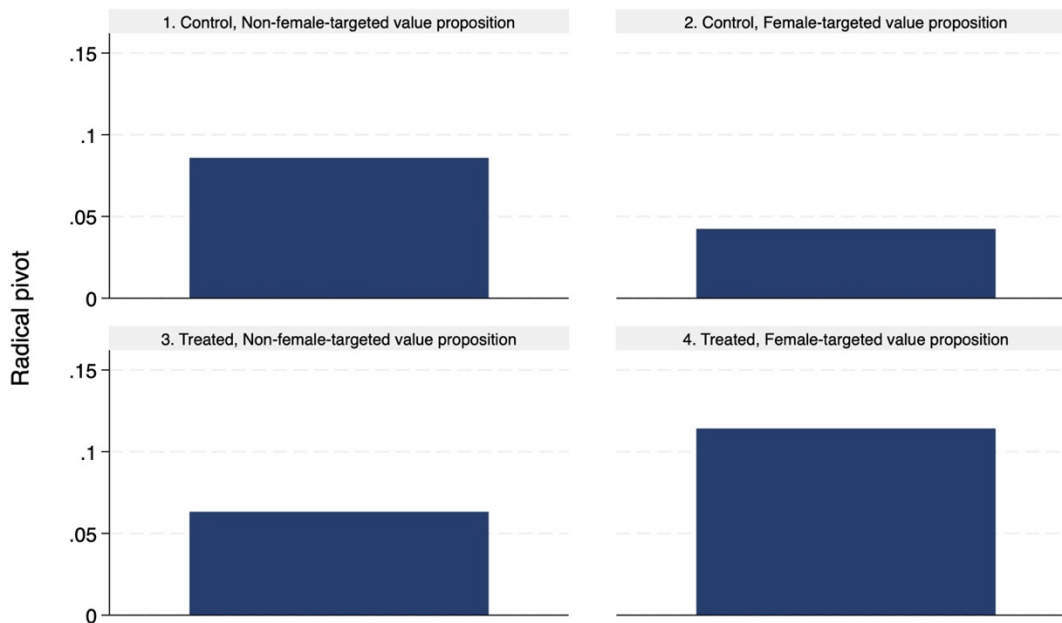 1. Control, Non-female-targeted value proposition
2. Control, Female-targeted value proposition
.15
.1
.05
0
3. Treated, Non-female-targeted value proposition
4. Treated, Female-targeted value proposition
.15
.1
.05
0
Radical pivot